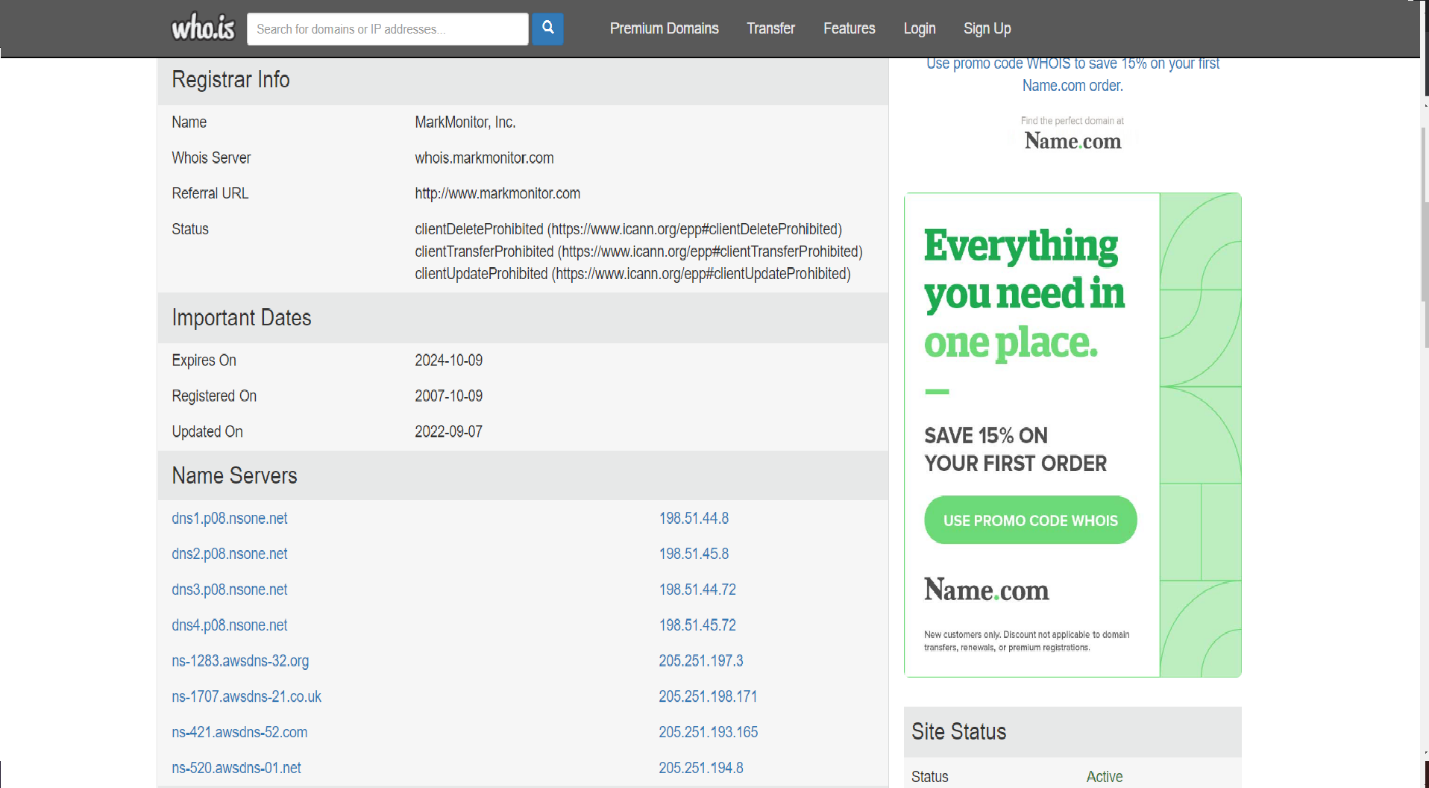 who.is Search for domains or IP addresses... Premium Domains Transfer Features Login Sign Up
Registrar Info
Name MarkMonitor, Inc.
Whois Server whois.markmonitor.com
Referral URL http://www.markmonitor.com
Status clientDeleteProhibited (https://www.icann.org/epp#clientDeleteProhibited)
clientTransferProhibited (https://www.icann.org/epp#clientTransferProhibited)
clientUpdateProhibited (https://www.icann.org/epp#clientUpdateProhibited)
Important Dates
Expires On 2024-10-09
Registered On 2007-10-09
Updated On 2022-09-07
Name Servers
dns1.p08.nsone.net 198.51.44.8
dns2.p08.nsone.net 198.51.45.8
dns3.p08.nsone.net 198.51.44.72
dns4.p08.nsone.net 198.51.45.72
ns-1283.awsdns-32.org 205.251.197.3
ns-1707.awsdns-21.co.uk 205.251.198.171
ns-421.awsdns-52.com 205.251.193.165
ns-520.awsdns-01.net 205.251.194.8
Use promo code WHOIS to save 15% on your first
Name.com order.
Find the perfect domain at
Name.com
Everything
you need in
one place.
SAVE 15% ON
YOUR FIRST ORDER
USE PROMO CODE WHOIS
Name.com
New customers only. Discount not applicable to domain
transfers, renewals, or premium registrations.
Site Status
Status Active